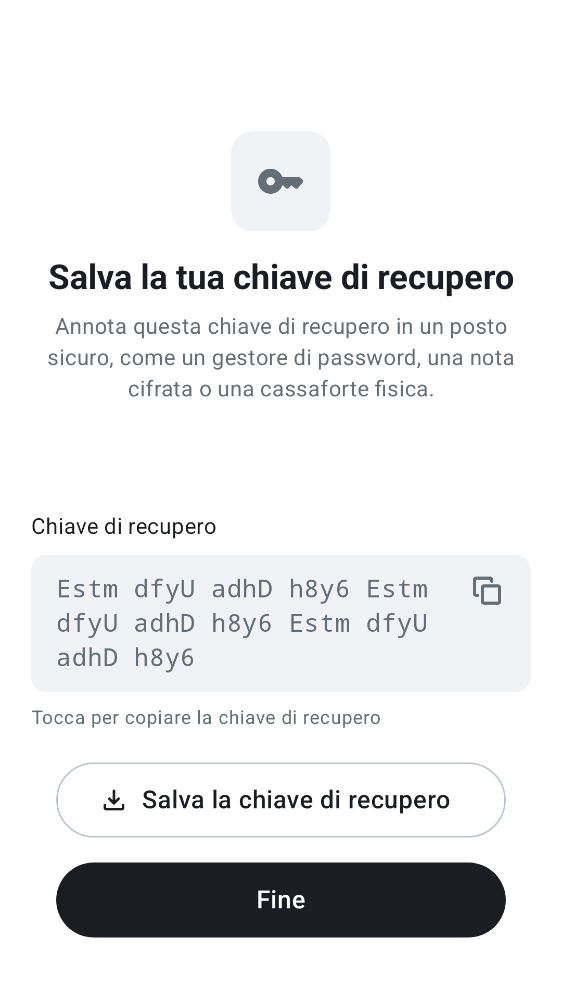 Salva la tua chiave di recupero
Annota questa chiave di recupero in un posto
sicuro, come un gestore di password, una nota
cifrata o una cassaforte fisica.
Chiave di recupero
Estm dfyU adhD h8y6 Estm
dfyU adhD h8y6 Estm dfyU
adhD h8y6
Tocca per copiare la chiave di recupero
Salva la chiave di recupero
Fine